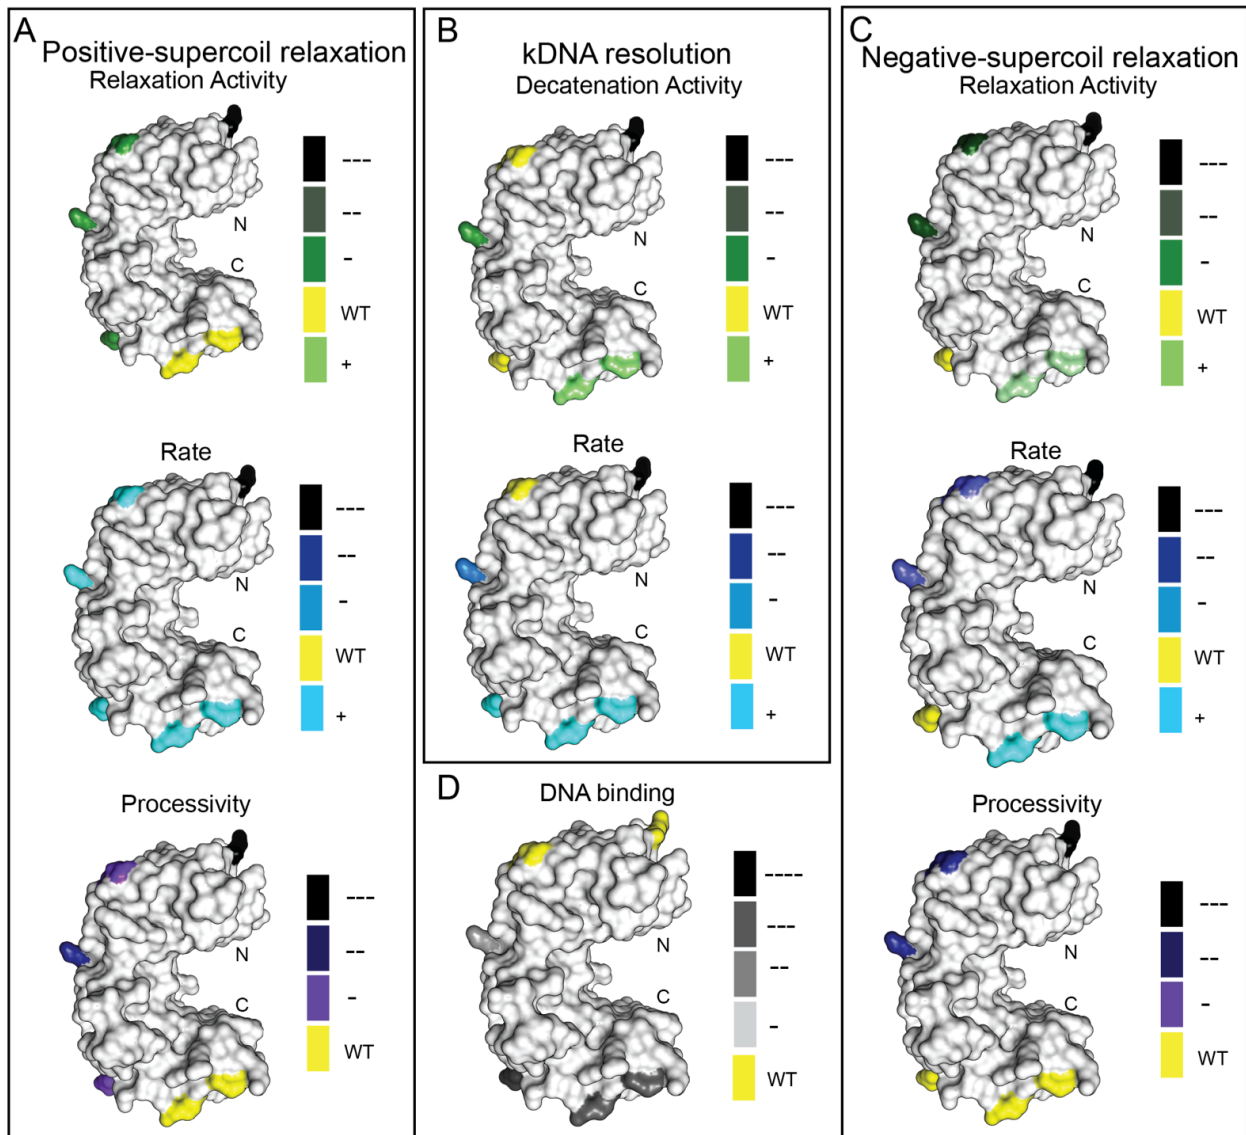 A
Positive-supercoil relaxation
Relaxation Activity
---
--
-
WT
+
N
C
Rate
---
--
-
WT
+
N
C
Processivity
---
--
-
WT
N
C
B
kDNA resolution
Decatenation Activity
---
--
-
WT
+
N
C
Rate
---
--
-
WT
+
N
C
D
DNA binding
----
---
--
-
WT
N
C
C
Negative-supercoil relaxation
Relaxation Activity
---
--
-
WT
+
N
C
Rate
---
--
-
WT
+
N
C
Processivity
---
--
-
WT
N
C